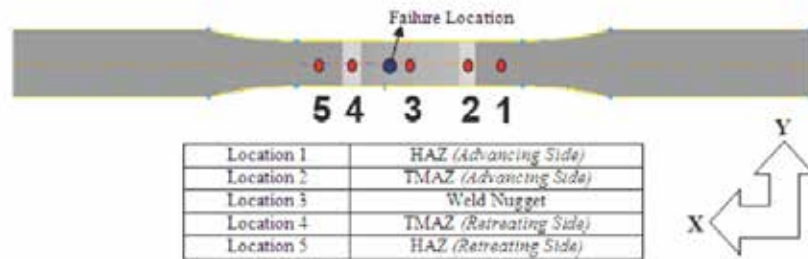 Failure Location
5 4 3 2 1
Location 1 HAZ (Advancing Side)
Location 2 TMAZ (Advancing Side)
Location 3 Weld Nugget
Location 4 TMAZ (Retreating Side)
Location 5 HAZ (Retreating Side)
Y
X